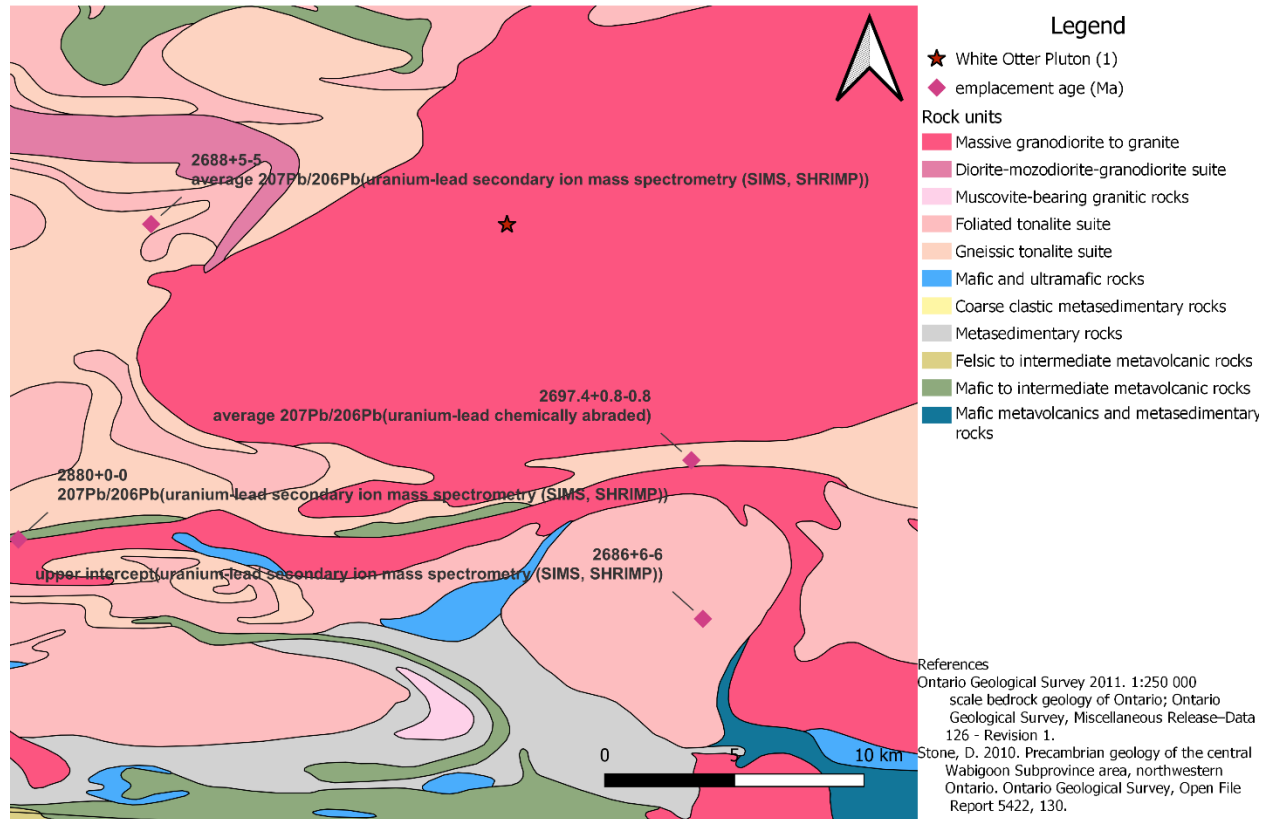 2688+5-5
average 207Pb/206Pb(uranium-lead secondary ion mass spectrometry (SIMS, SHRIMP))
2697.4+0.8-0.8
average 207Pb/206Pb(uranium-lead chemically abraded)
2880+0-0
207Pb/206Pb(uranium-lead secondary ion mass spectrometry (SIMS, SHRIMP))
2686+6-6
upper intercept(uranium-lead secondary ion mass spectrometry (SIMS, SHRIMP))
0 5 10 km
Legend
White Otter Pluton (1)
emplacement age (Ma)
Rock units
Massive granodiorite to granite
Diorite-mozodiorite-granodiorite suite
Muscovite-bearing granitic rocks
Foliated tonalite suite
Gneissic tonalite suite
Mafic and ultramafic rocks
Coarse clastic metasedimentary rocks
Metasedimentary rocks
Felsic to intermediate metavolcanic rocks
Mafic to intermediate metavolcanic rocks
Mafic metavolcanics and metasedimentary
rocks
References
Ontario Geological Survey 2011. 1:250 000
scale bedrock geology of Ontario; Ontario
Geological Survey, Miscellaneous Release–Data
126 - Revision 1.
Stone, D. 2010. Precambrian geology of the central
Wabigoon Subprovince area, northwestern
Ontario. Ontario Geological Survey, Open File
Report 5422, 130.